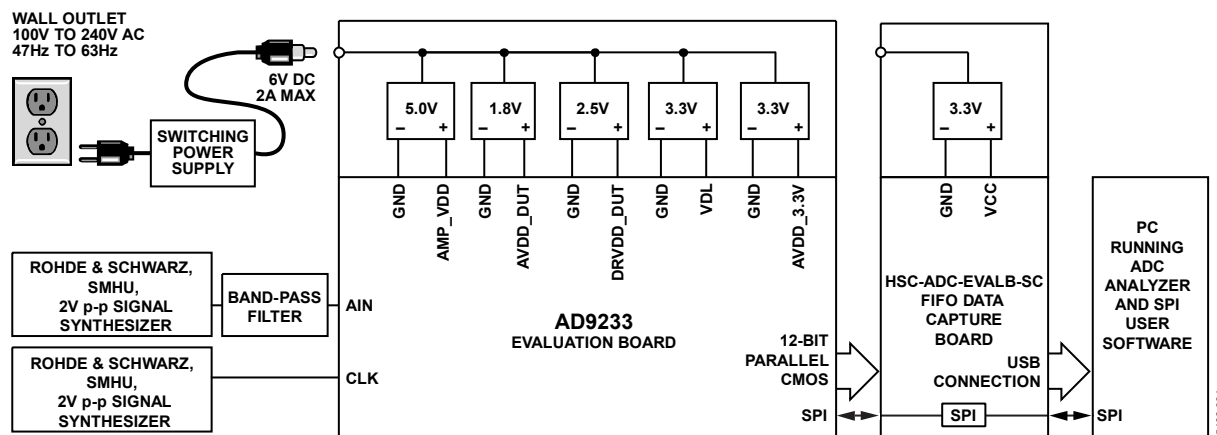 WALL OUTLET
100V TO 240V AC
47Hz TO 63Hz
6V DC
2A MAX
SWITCHING
POWER
SUPPLY
5.0V
– +
1.8V
– +
2.5V
– +
3.3V
– +
3.3V
– +
3.3V
– +
GND
AMP_VDD
GND
AVDD_DUT
GND
DRVDD_DUT
GND
VDL
GND
AVDD_3.3V
GND
VCC
ROHDE & SCHWARZ,
SMHU,
2V p-p SIGNAL
SYNTHESIZER
BAND-PASS
FILTER
AIN
ROHDE & SCHWARZ,
SMHU,
2V p-p SIGNAL
SYNTHESIZER
CLK
AD9233
EVALUATION BOARD
12-BIT
PARALLEL
CMOS
SPI
HSC-ADC-EVALB-SC
FIFO DATA
CAPTURE
BOARD
USB
CONNECTION
SPI
PC
RUNNING
ADC
ANALYZER
AND SPI
USER
SOFTWARE
SPI